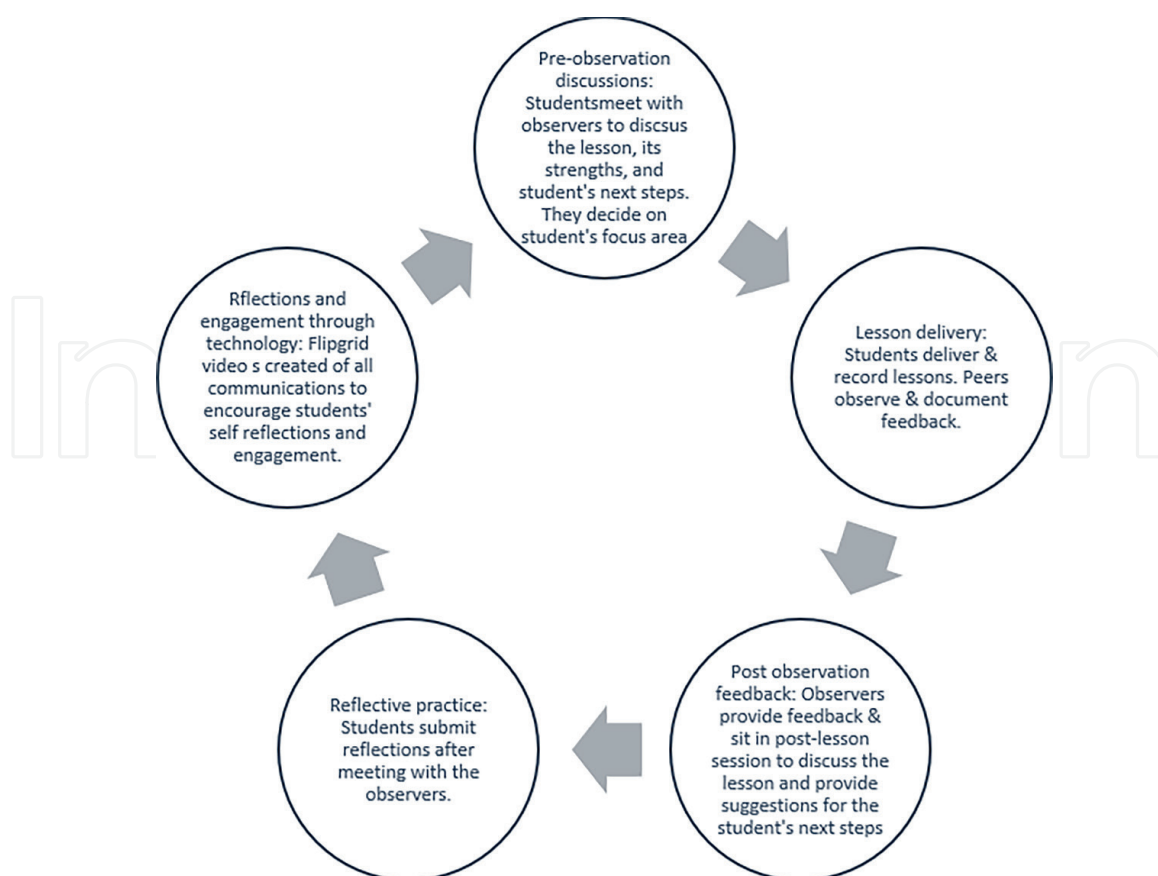 Pre-observation
discussions:
Studentsmeet with
observers to discsus
the lesson, its
strengths, and
student's next steps.
They decide on
student's focus area
Lesson delivery:
Students deliver &
record lessons. Peers
observe & document
feedback.
Post observation
feedback: Observers
provide feedback &
sit in post-lesson
session to discuss the
lesson and provide
suggestions for the
student's next steps
Reflective practice:
Students submit
reflections after
meeting with the
observers.
Rflections and
engagement through
technology: Flipgrid
video s created of all
communications to
encourage students'
self reflections and
engagement.